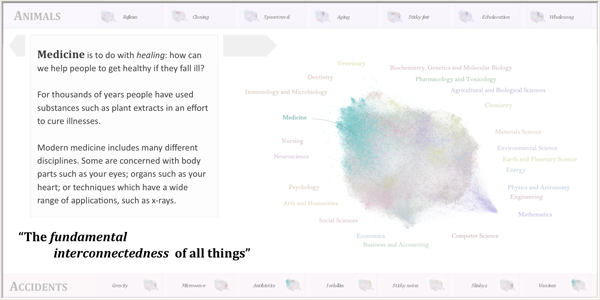 ANIMALS
Reflexes
Cloning
Sticky feet
Aging
Echolocation
Wholesong
Medicine is to do with healing: how can
we help people to get healthy if they fall ill?
For thousands of years people have used
substances such as plant extracts in an effort
to cure illnesses.
Modern medicine includes many different
disciplines. Some are concerned with body
parts such as your eyes; organs such as your
heart; or techniques which have a wide
range of applications, such as x-rays.
"The fundamental
interconnectedness of all things"
Veterinary
Dentistry
Immunology and Microbiology
Medicine
Nursing
Neuroscience
Psychology
Arts and Humanities
Social Sciences
Economics
Business and Accounting
Biochemistry, Genetics and Molecular Biology
Pharmacology and Toxicology
Agricultural and Biological Sciences
Chemistry
Materials Science
Environmental Science
Earth and Planetary Science
Energy
Physics and Astronomy
Engineering
Mathematics
Computer Science
ACCIDENTS
Gravity
Microwave
Antibiotics
Sticky notes
Slinkys
Vaccines